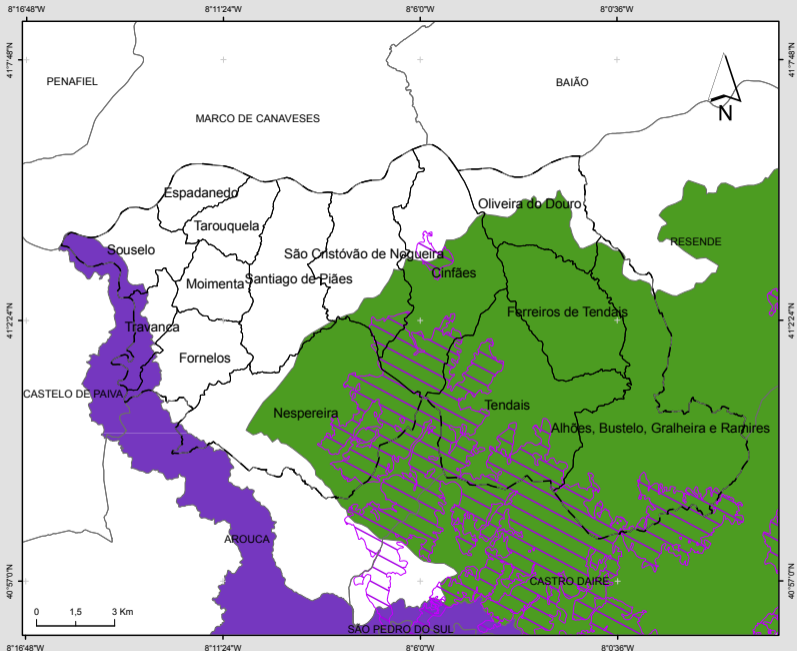 8°16'48"W 8°11'24"W 8°6'0"W 8°0'36"W
41°7'48"N 41°7'48"N
PENAFIEL
BAIÃO
MARCO DE CANAVESES
N
Espadanedo
Oliveira do Douro
Tarouquela
RESENDE
Souselo
São Cristóvão de Nogueira
Cinfães
Moimenta
Santiago de Piães
Ferreiros de Tendais
41°2'24"N 41°2'24"N
Travanca
Fornelos
CASTELO DE PAIVA
Nespereira
Tendais
Alhões, Bustelo, Gralheira e Ramires
AROUCA
CASTRO DAIRE
40°57'0"N 40°57'0"N
0 1,5 3 Km
SÃO PEDRO DO SUL
8°16'48"W 8°11'24"W 8°6'0"W 8°0'36"W